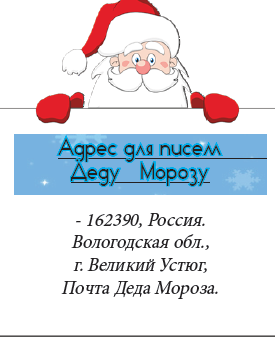 Адрес для писем
Деду Морозу
- 162390, Россия.
Вологодская обл.,
г. Великий Устюг,
Почта Деда Мороза.